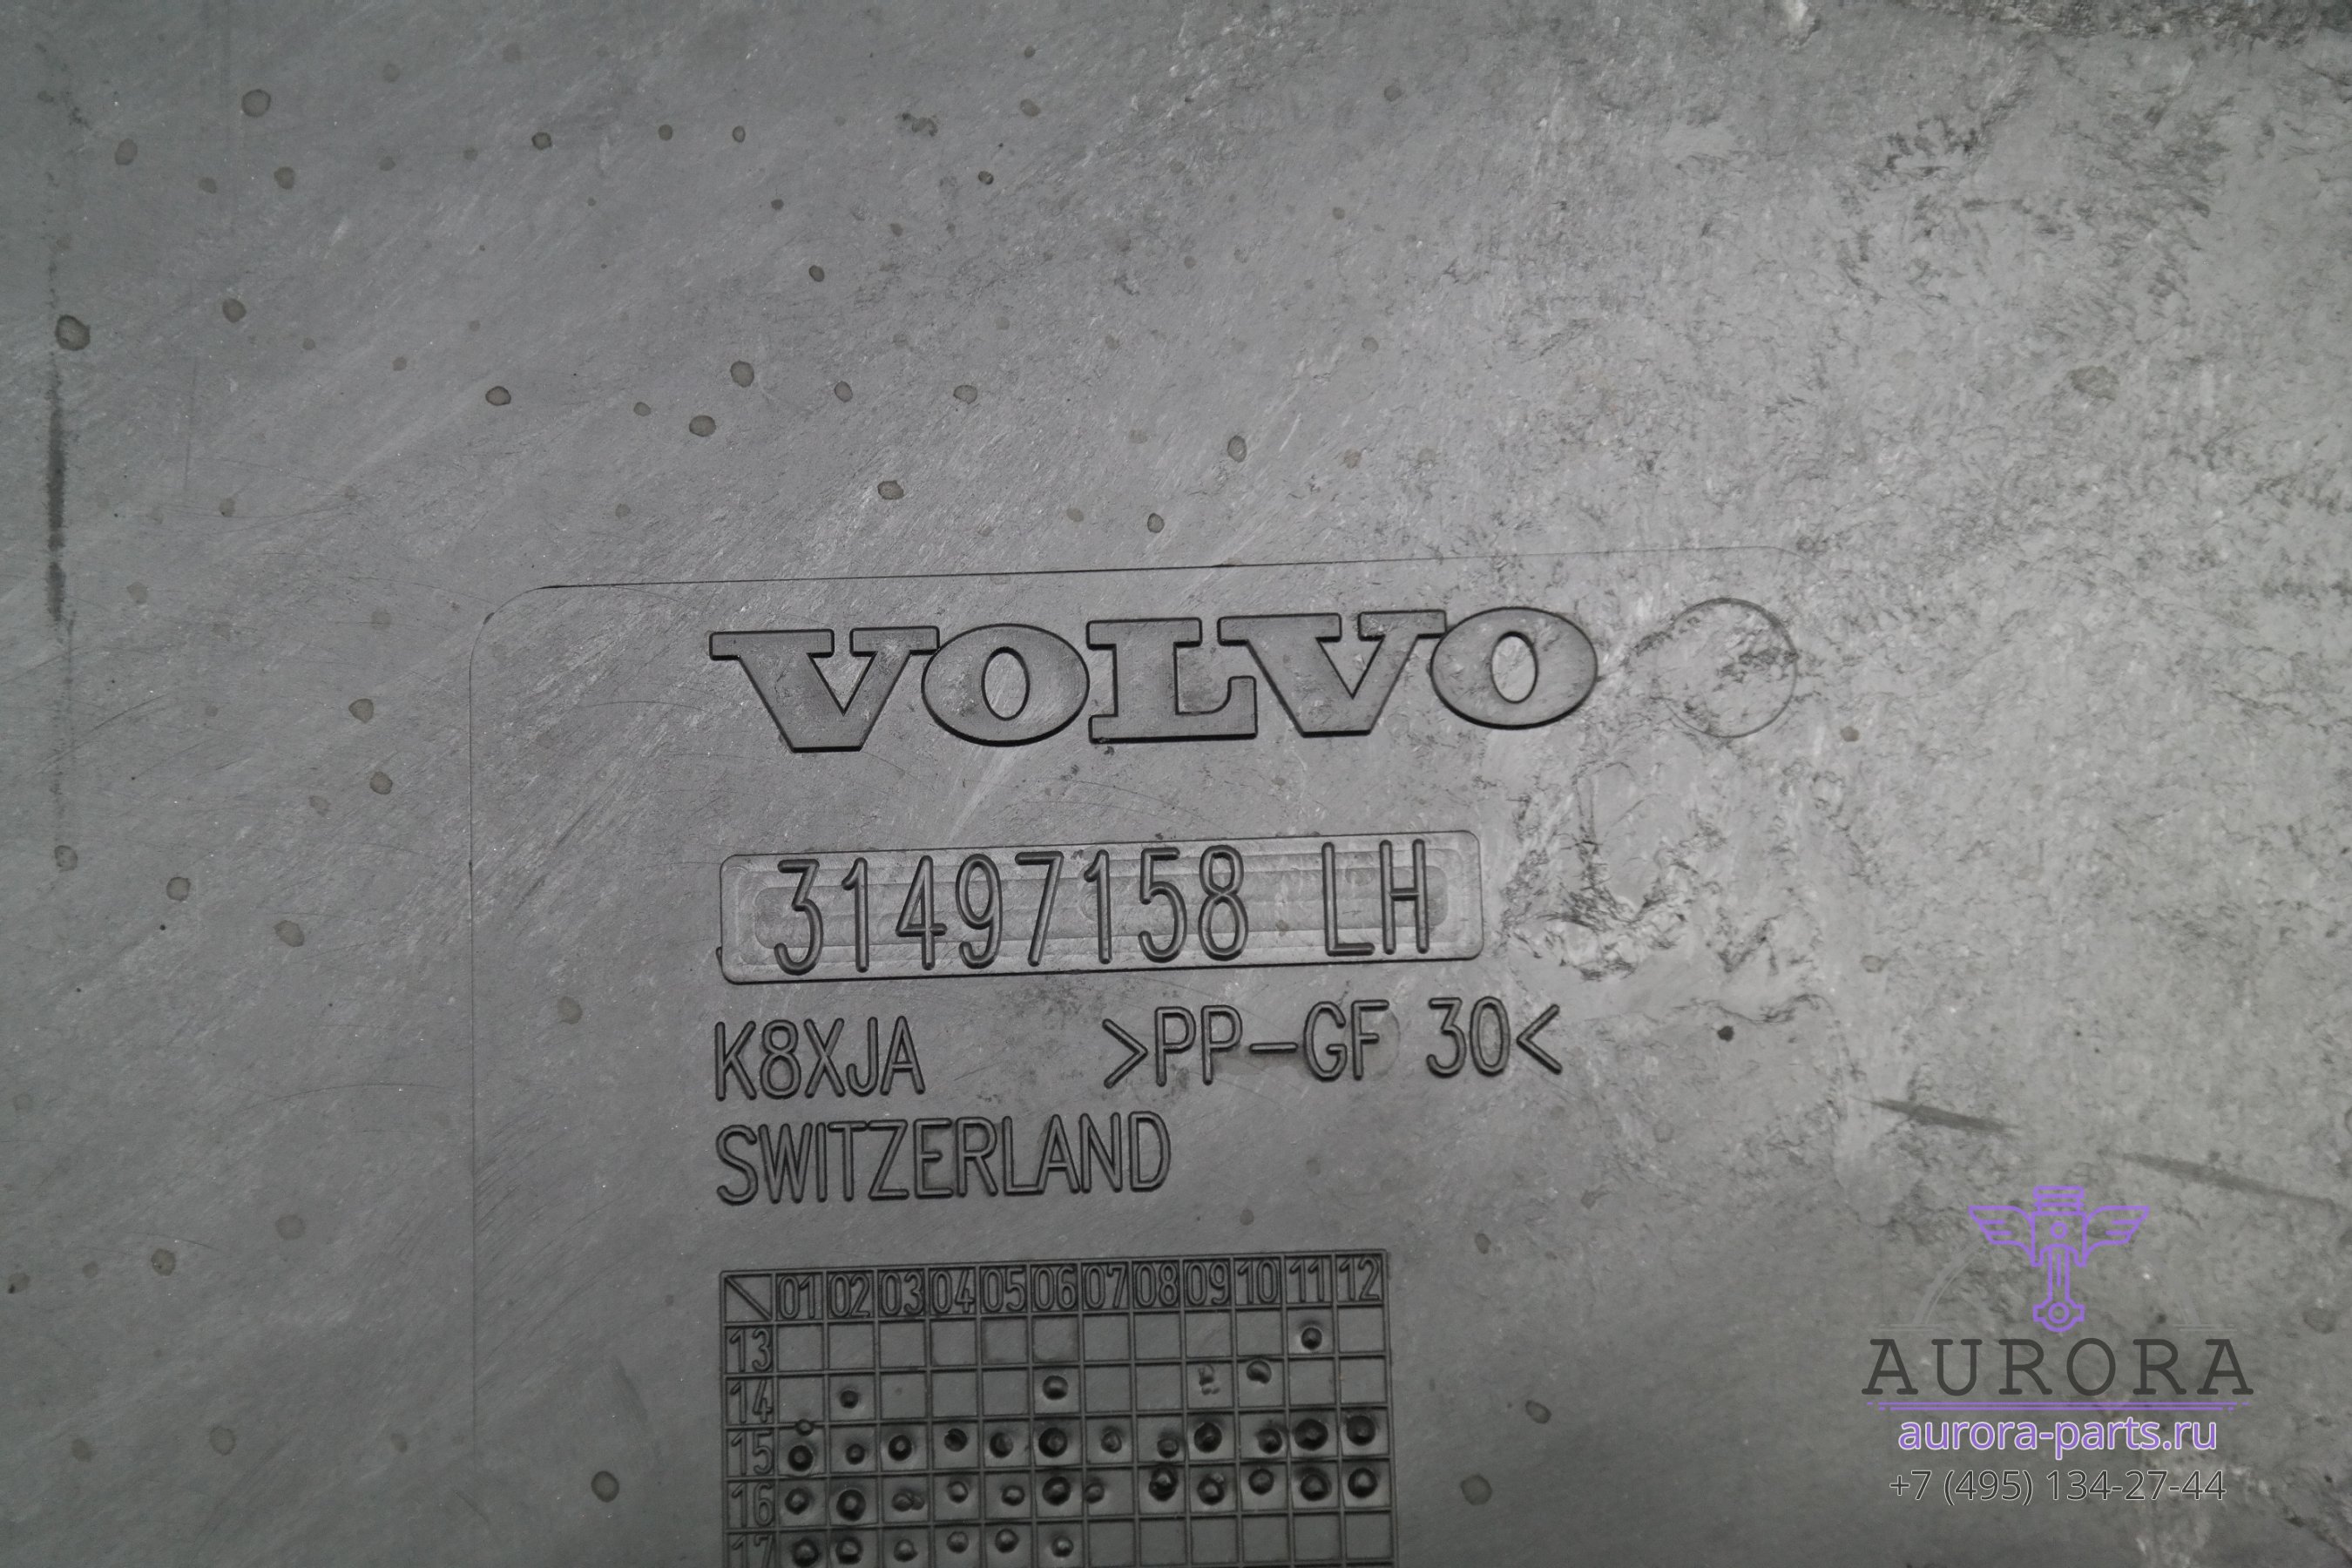 VOLVO
31497158 LH
K8XJA >PP-GF 30<
SWITZERLAND
01 02 03 04 05 06 07 08 09 10 11 12
13
14
15
16
17
AURORA
aurora-parts.ru
+7 (495) 134-27-44